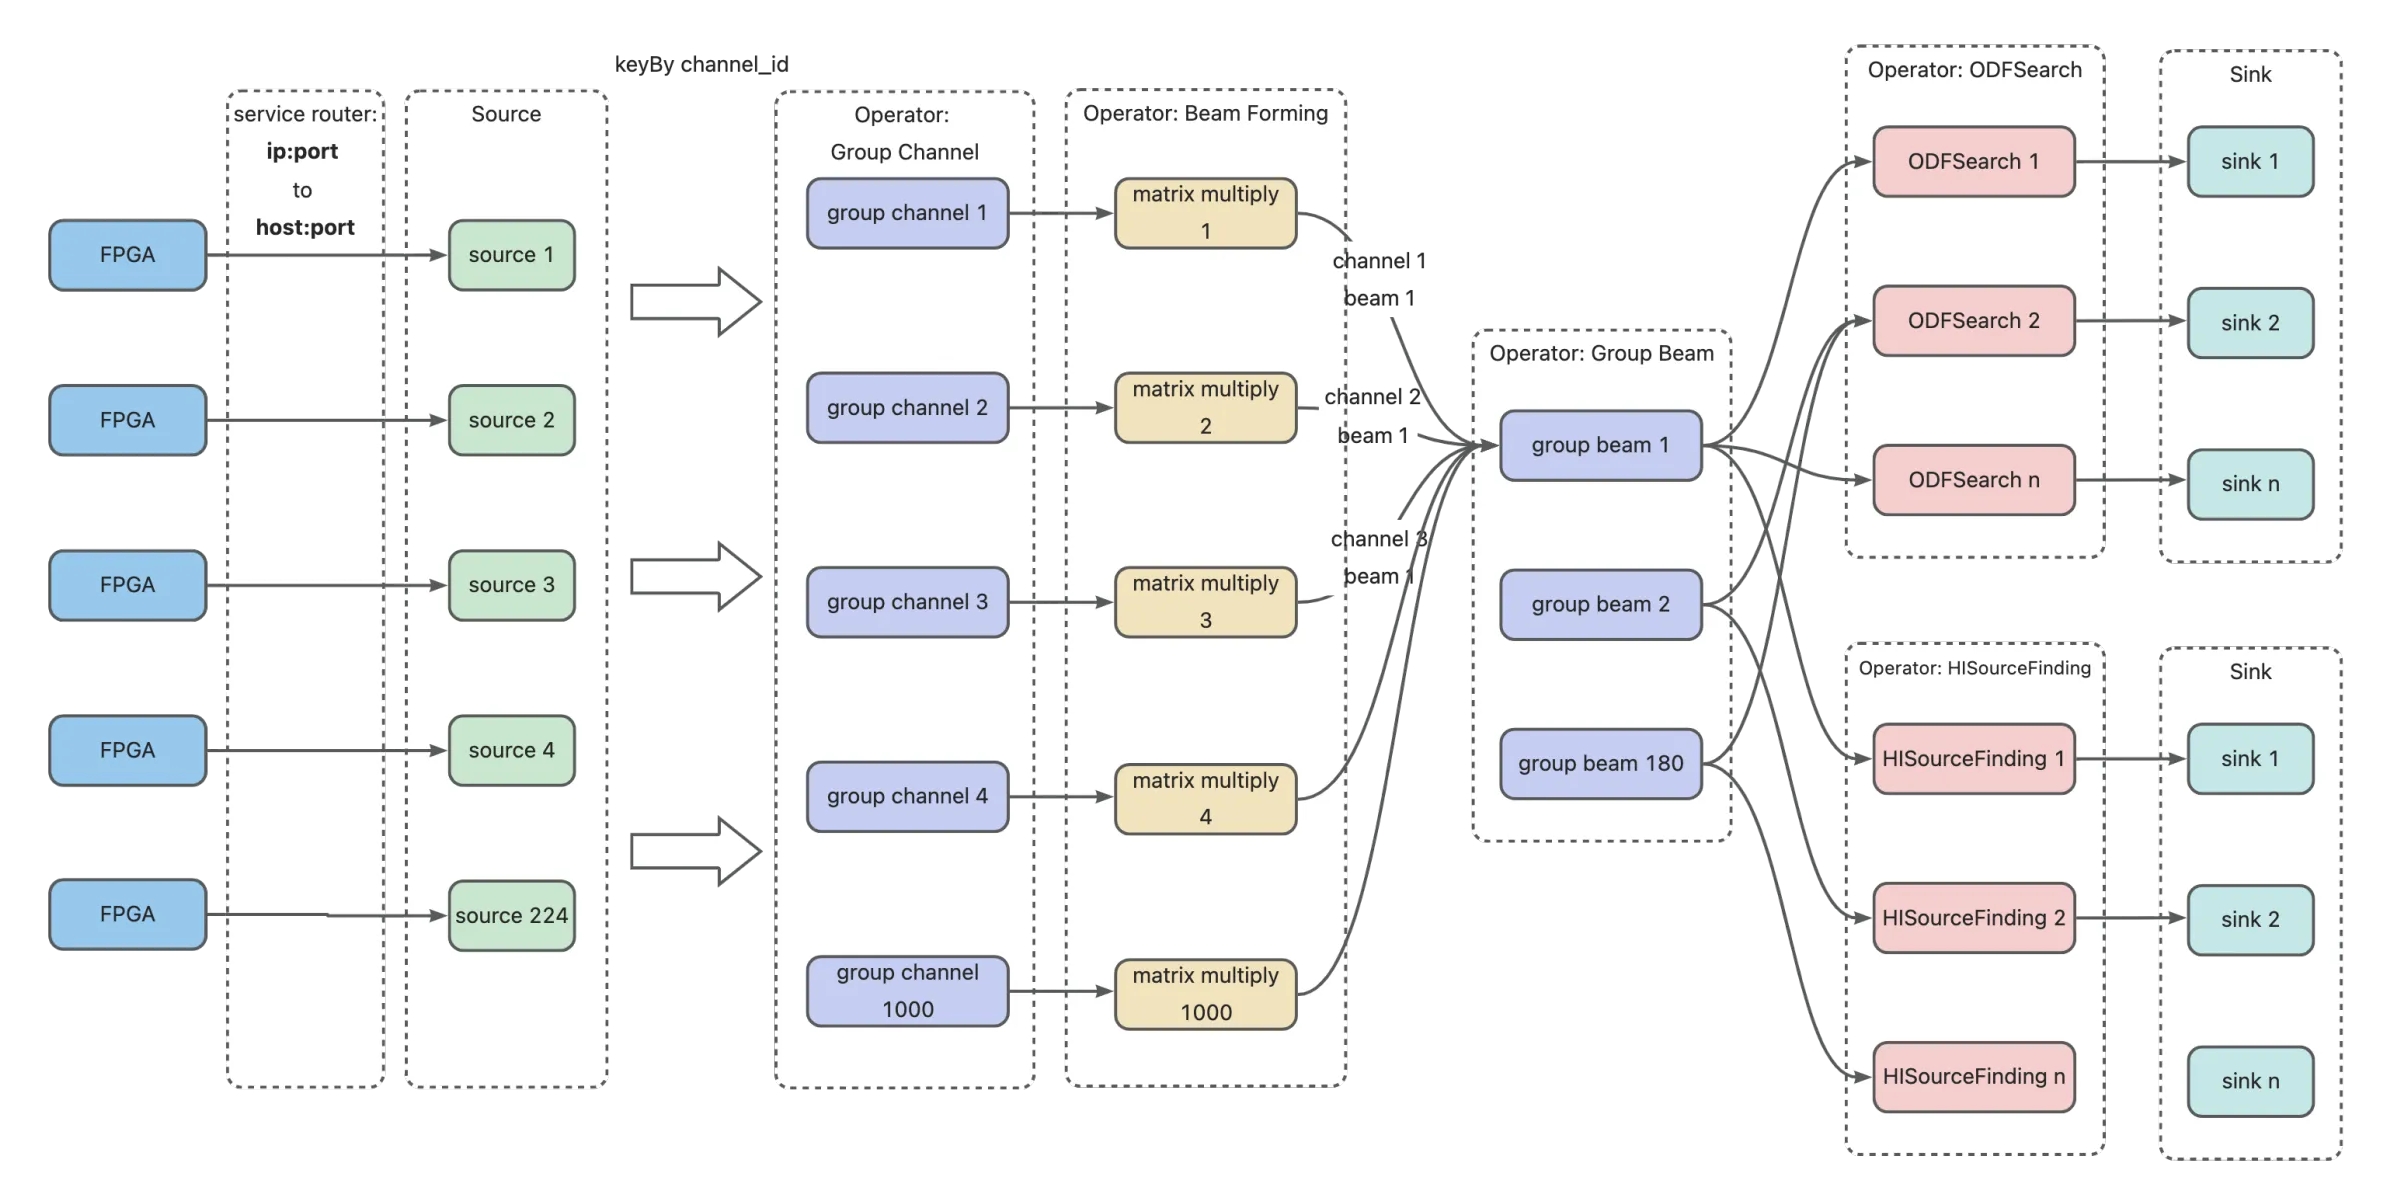 keyBy channel_id
service router:
ip:port
to
host:port
FPGA
FPGA
FPGA
FPGA
FPGA
Source
source 1
source 2
source 3
source 4
source 224
Operator:
Group Channel
group channel 1
group channel 2
group channel 3
group channel 4
group channel
1000
Operator: Beam Forming
matrix multiply
1
matrix multiply
2
matrix multiply
3
matrix multiply
4
matrix multiply
1000
channel 1
beam 1
channel 2
beam 1
channel 3
beam 1
Operator: Group Beam
group beam 1
group beam 2
group beam 180
Operator: ODFSearch
ODFSearch 1
ODFSearch 2
ODFSearch n
Sink
sink 1
sink 2
sink n
Operator: HISourceFinding
HISourceFinding 1
HISourceFinding 2
HISourceFinding n
Sink
sink 1
sink 2
sink n